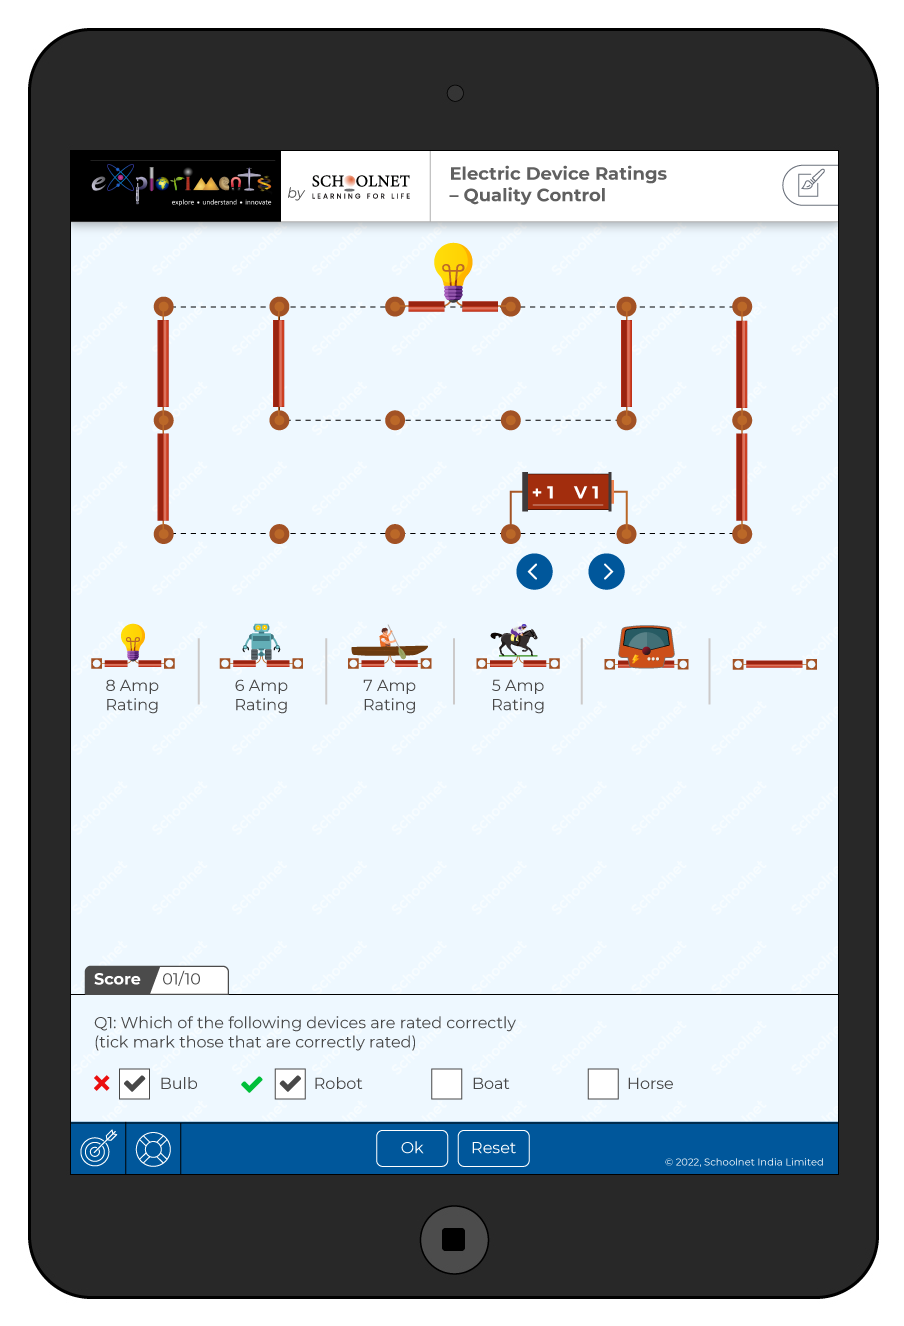 eXploriments
explore • understand • innovate
by
SCHOOLNET
LEARNING FOR LIFE
Electric Device Ratings
– Quality Control
+ 1 V 1
8 Amp
Rating
6 Amp
Rating
7 Amp
Rating
5 Amp
Rating
Score 01/10
Q1: Which of the following devices are rated correctly
(tick mark those that are correctly rated)
Bulb Robot Boat Horse
Ok Reset
© 2022, Schoolnet India Limited